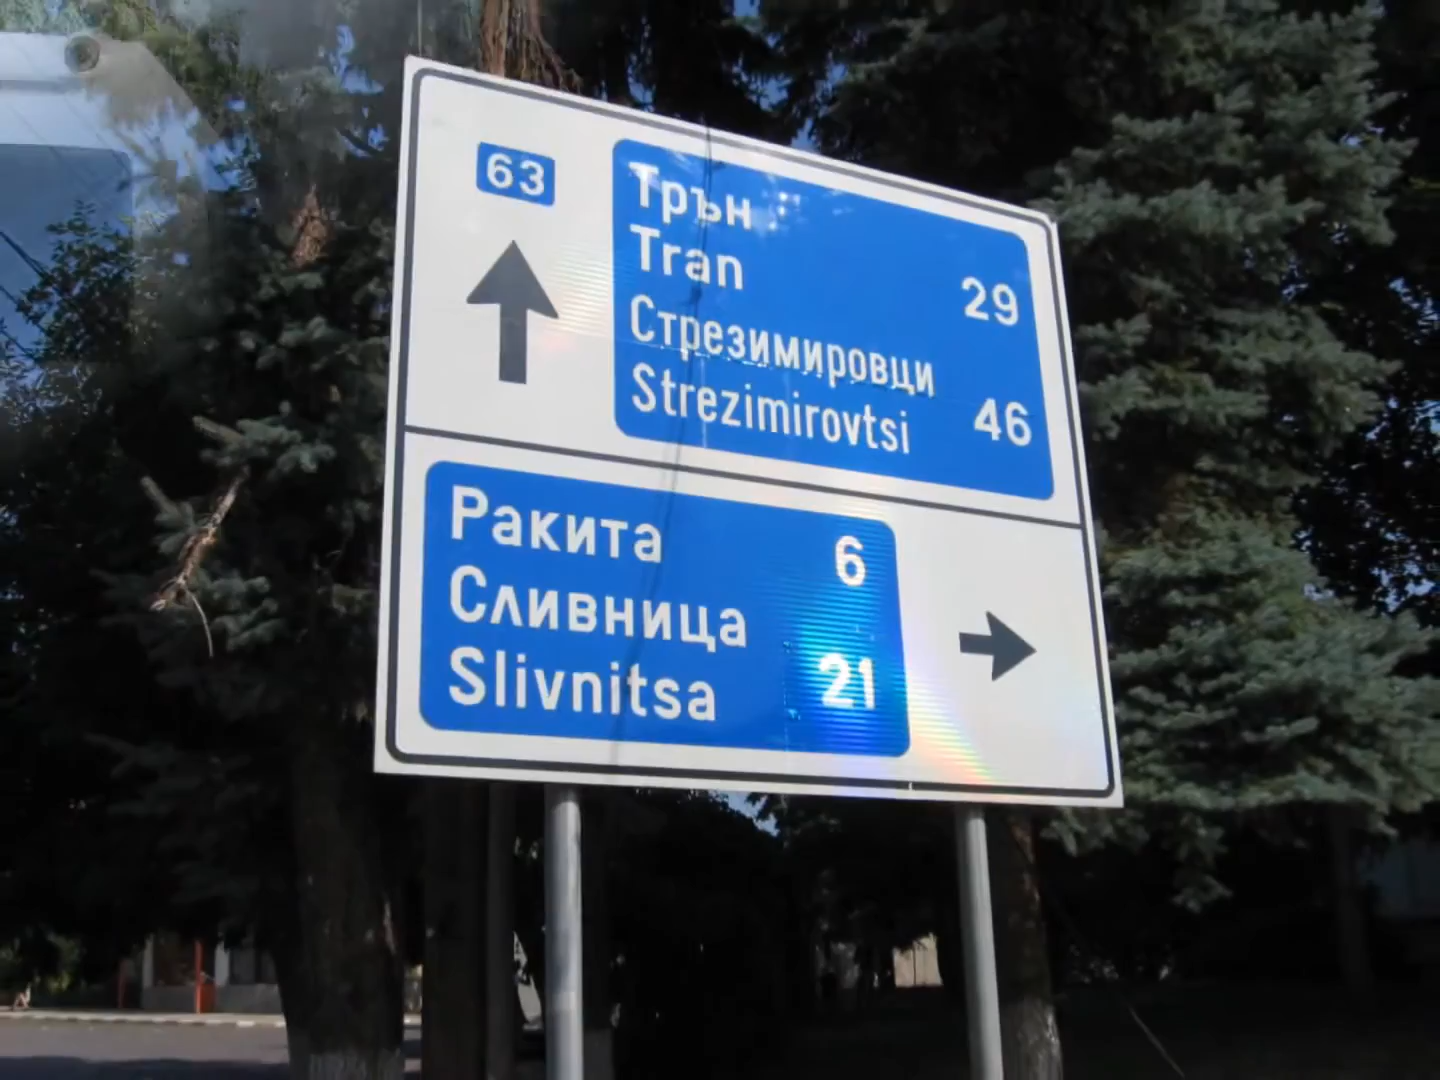 63
Трън
Tran 29
Стрезимировци
Strezimirovtsi 46
Ракита 6
Сливница
Slivnitsa 21